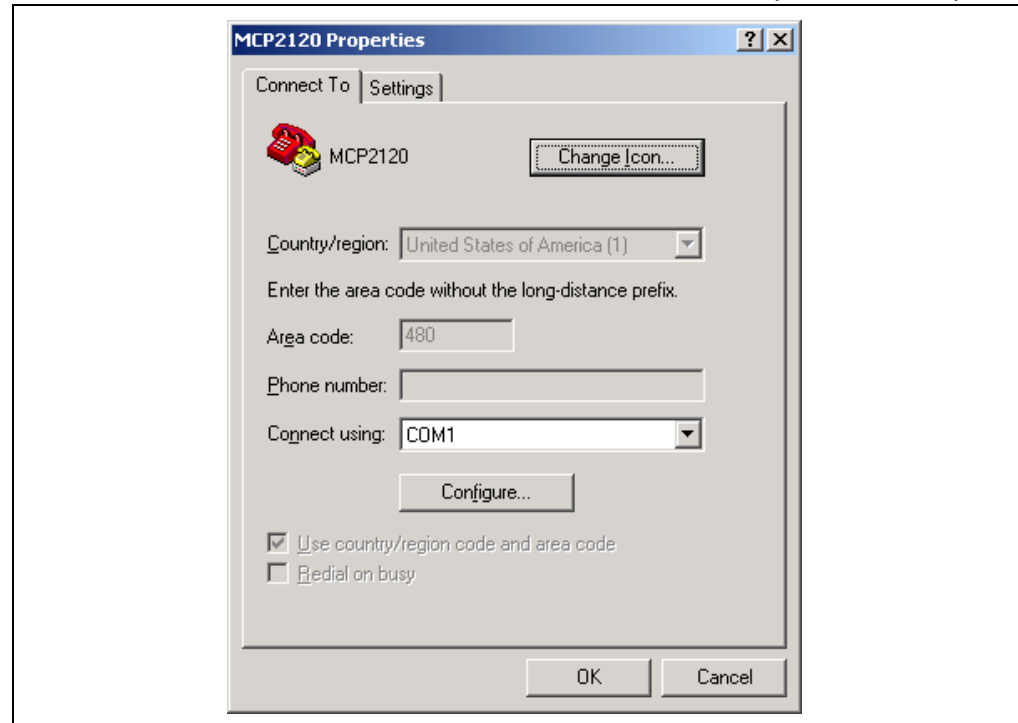 MCP2120 Properties
Connect To Settings
MCP2120 Change Icon...
Country/region: United States of America (1)
Enter the area code without the long-distance prefix.
Area code: 480
Phone number:
Connect using: COM1
Configure...
Use country/region code and area code
Redial on busy
OK Cancel